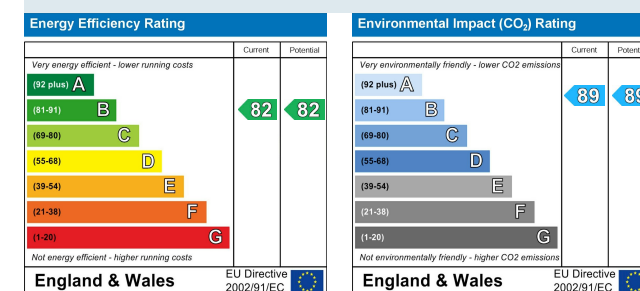 Energy Efficiency Rating
Current Potential
Very energy efficient - lower running costs
(92 plus) A
(81-91) B
82 82
(69-80) C
(55-68) D
(39-54) E
(21-38) F
(1-20) G
Not energy efficient - higher running costs
England & Wales
EU Directive
2002/91/EC
Environmental Impact (CO₂) Rating
Current Potent
Very environmentally friendly - lower CO2 emissions
(92 plus) A
89 89
(81-91) B
(69-80) C
(55-68) D
(39-54) E
(21-38) F
(1-20) G
Not environmentally friendly - higher CO2 emissions
England & Wales
EU Directive
2002/91/EC